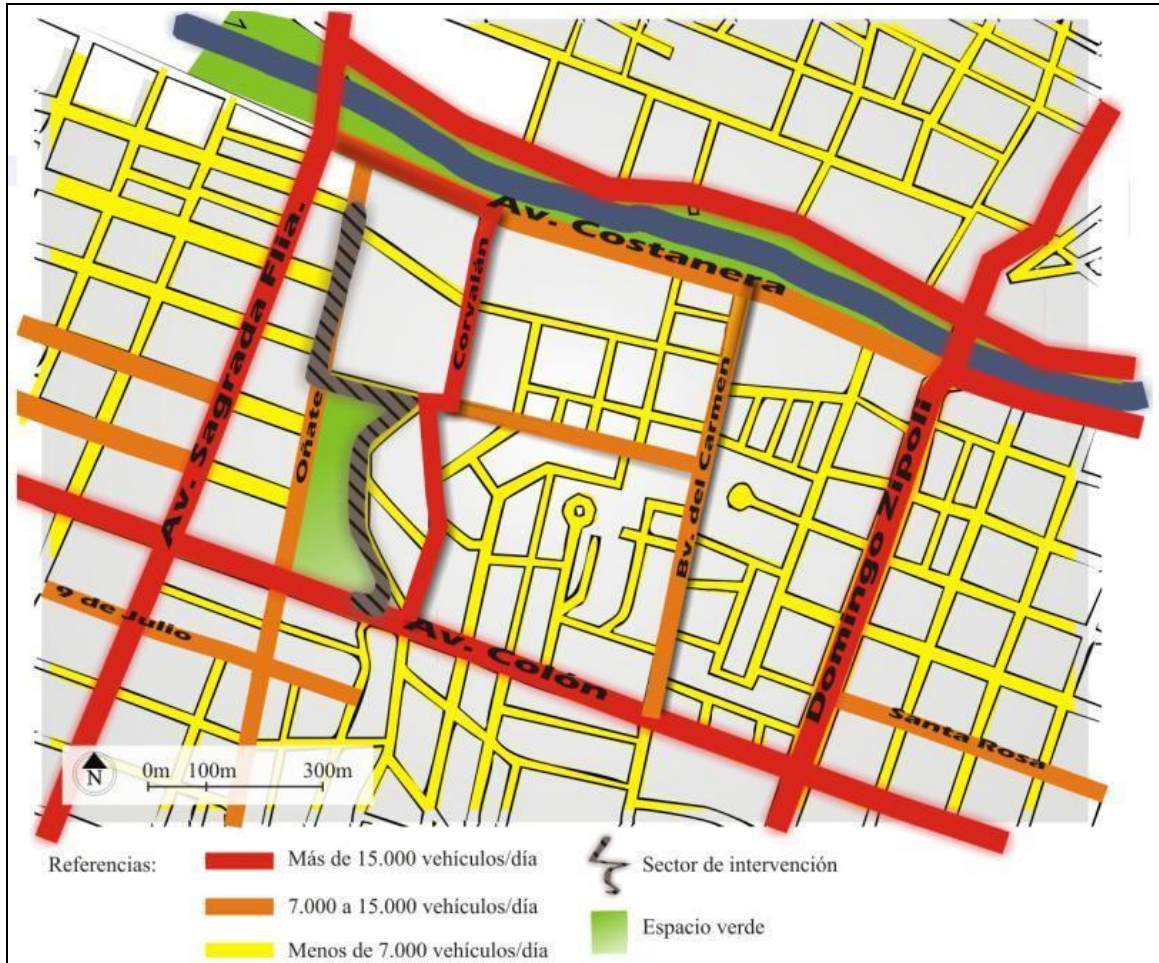 Av. Costanera
Av. Sagrada Flia.
Corvalán
Oñate
Bv. del Carmen
Domingo Zípoli
9 de Julio
Av. Colón
Santa Rosa
N
0m 100m 300m
Referencias:
Más de 15.000 vehículos/día
7.000 a 15.000 vehículos/día
Menos de 7.000 vehículos/día
Sector de intervención
Espacio verde